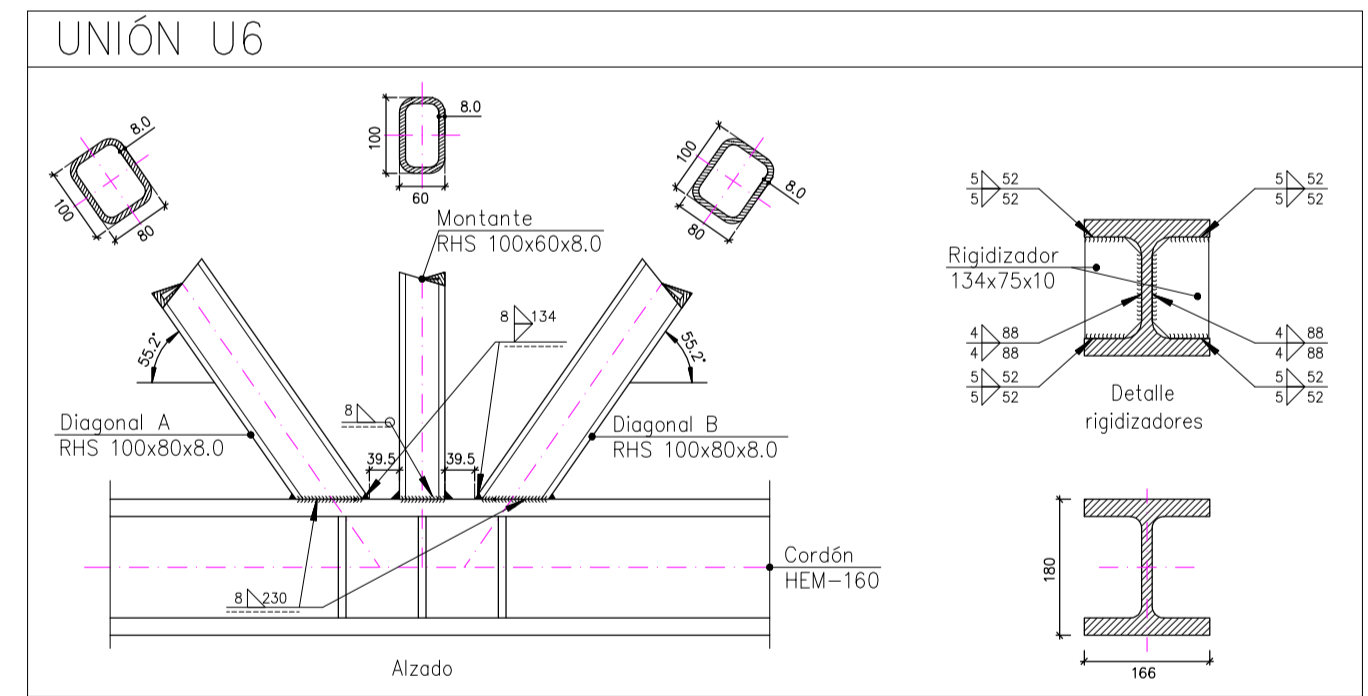 UNIÓN U6
8.0
100
80
100
60
8.0
100
80
8.0
Montante
RHS 100x60x8.0
8 134
55.2°
55.2°
8
Diagonal A
RHS 100x80x8.0
39.5
39.5
Diagonal B
RHS 100x80x8.0
8 230
Cordón
HEM-160
Alzado
5 52
5 52
5 52
5 52
Rigidizador
134x75x10
4 88
4 88
4 88
4 88
5 52
5 52
5 52
5 52
Detalle
rigidizadores
180
166